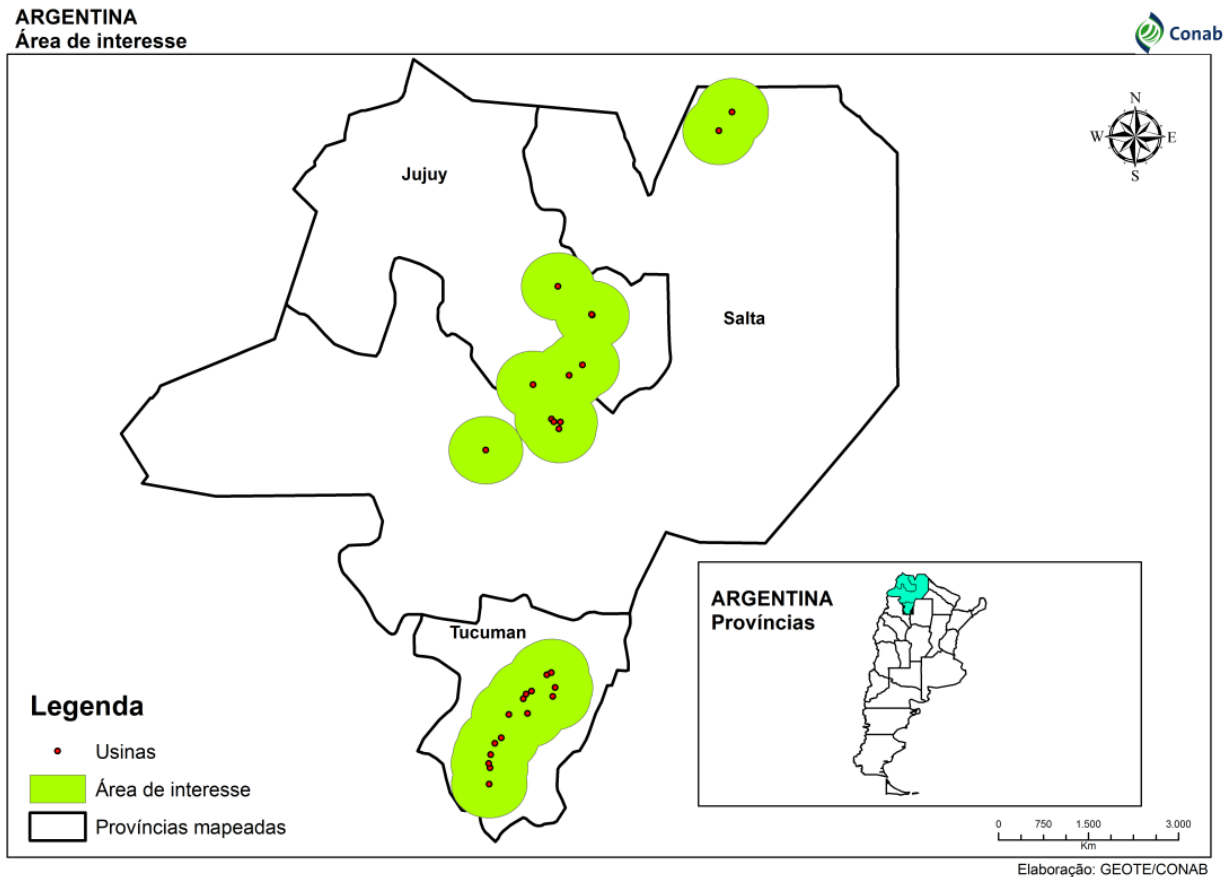 ARGENTINA
Área de interesse
Conab
N
W
E
S
Jujuy
Salta
Tucuman
ARGENTINA
Províncias
Legenda
Usinas
Área de interesse
Províncias mapeadas
0 750 1.500 3.000
Km
Elaboração: GEOTE/CONAB